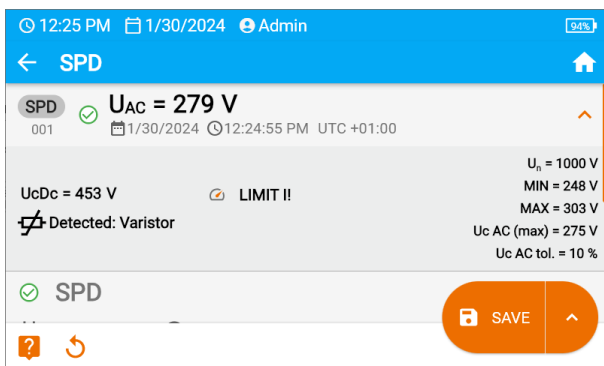 12:25 PM 1/30/2024 Admin 94%
SPD
SPD 001
UAC = 279 V
1/30/2024 12:24:55 PM UTC +01:00
UcDc = 453 V
LIMIT I!
Detected: Varistor
Un = 1000 V
MIN = 248 V
MAX = 303 V
Uc AC (max) = 275 V
Uc AC tol. = 10 %
SPD
SAVE
?